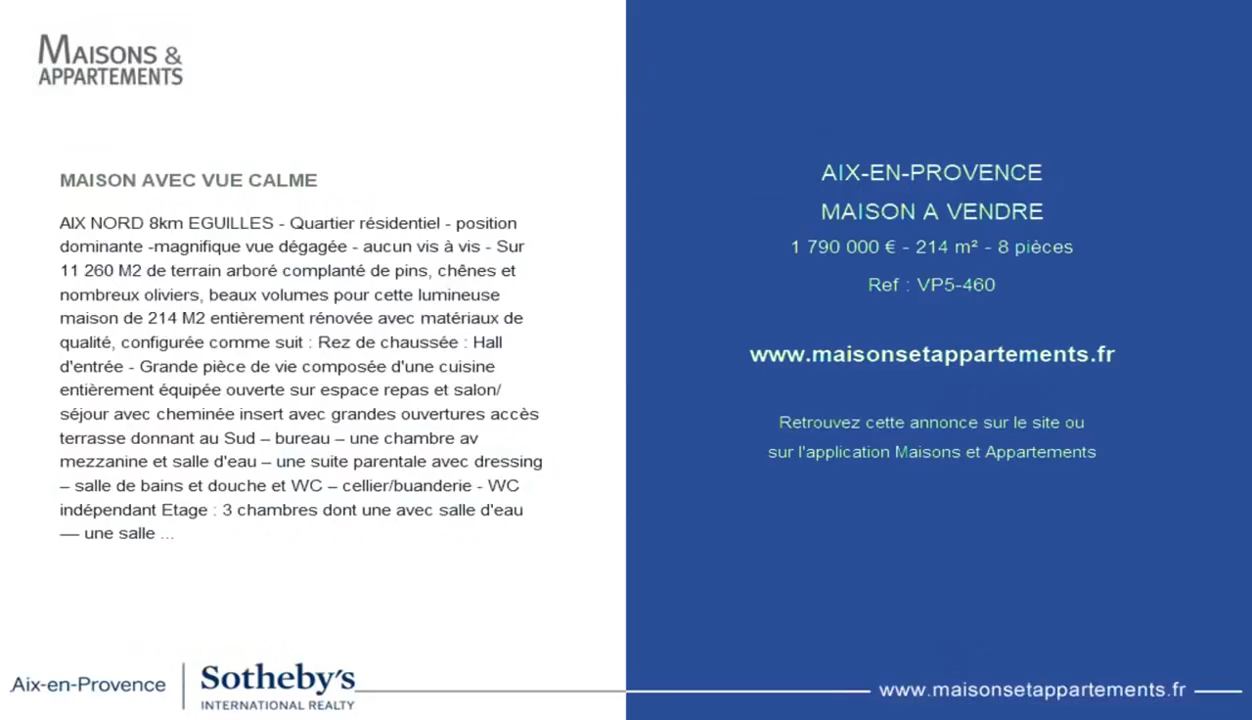 MAISONS &
APPARTEMENTS
MAISON AVEC VUE CALME
AIX NORD 8km EGUILLES - Quartier résidentiel - position
dominante -magnifique vue dégagée - aucun vis à vis - Sur
11 260 M2 de terrain arboré complanté de pins, chênes et
nombreux oliviers, beaux volumes pour cette lumineuse
maison de 214 M2 entièrement rénovée avec matériaux de
qualité, configurée comme suit : Rez de chaussée : Hall
d'entrée - Grande pièce de vie composée d'une cuisine
entièrement équipée ouverte sur espace repas et salon/
séjour avec cheminée insert avec grandes ouvertures accès
terrasse donnant au Sud – bureau – une chambre av
mezzanine et salle d'eau – une suite parentale avec dressing
– salle de bains et douche et WC – cellier/buanderie - WC
indépendant Etage : 3 chambres dont une avec salle d'eau
–– une salle ...
AIX-EN-PROVENCE
MAISON A VENDRE
1 790 000 € - 214 m² - 8 pièces
Ref : VP5-460
www.maisonsetappartements.fr
Retrouvez cette annonce sur le site ou
sur l'application Maisons et Appartements
Aix-en-Provence
Sotheby's
INTERNATIONAL REALTY
www.maisonsetappartements.fr